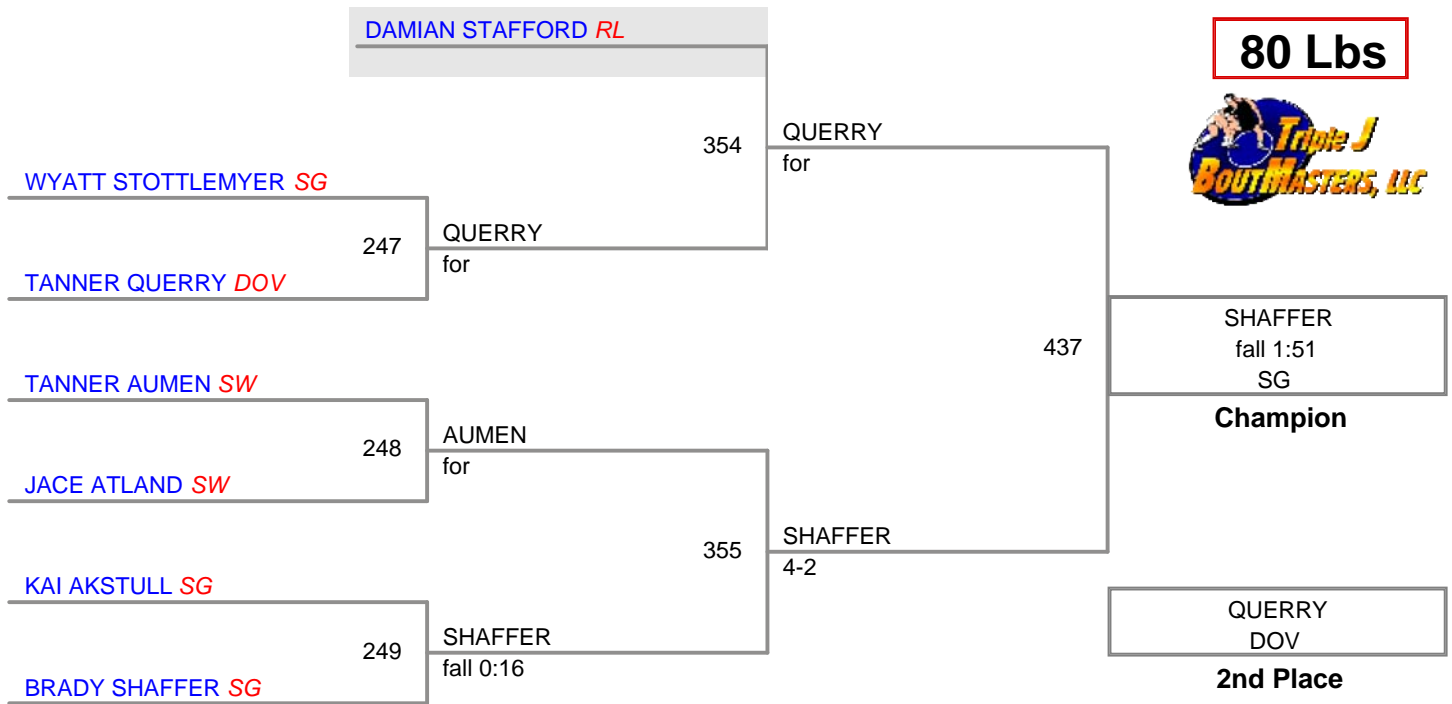 DAMIAN STAFFORD RL
80 Lbs
Triple J
BOUTMASTERS, LLC
354
QUERRY
for
WYATT STOTTLEMYER SG
247
QUERRY
for
TANNER QUERRY DOV
437
SHAFFER
fall 1:51
SG
Champion
TANNER AUMEN SW
248
AUMEN
for
JACE ATLAND SW
355
SHAFFER
4-2
KAI AKSTULL SG
249
SHAFFER
fall 0:16
BRADY SHAFFER SG
QUERRY
DOV
2nd Place